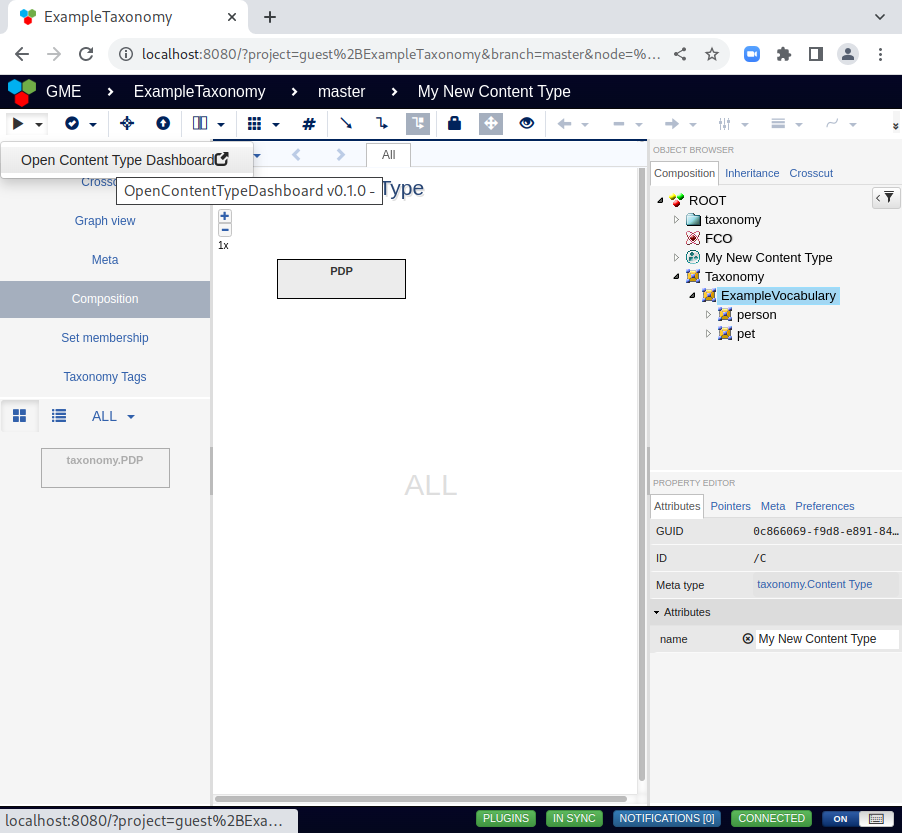 ExampleTaxonomy
localhost:8080/?project=guest%2BExampleTaxonomy&branch=master&node=%...
GME > ExampleTaxonomy > master > My New Content Type
Open Content Type Dashboard
All
OpenContentTypeDashboard v0.1.0 -
Type
Crossc
Graph view
Meta
Composition
Set membership
Taxonomy Tags
ALL
taxonomy.PDP
1x
PDP
ALL
OBJECT BROWSER
Composition Inheritance Crosscut
ROOT
taxonomy
FCO
My New Content Type
Taxonomy
ExampleVocabulary
person
pet
PROPERTY EDITOR
Attributes Pointers Meta Preferences
GUID 0c866069-f9d8-e891-84…
ID /C
Meta type taxonomy.Content Type
Attributes
name My New Content Type
localhost:8080/?project=guest%2BExa...
PLUGINS IN SYNC NOTIFICATIONS [0] CONNECTED ON